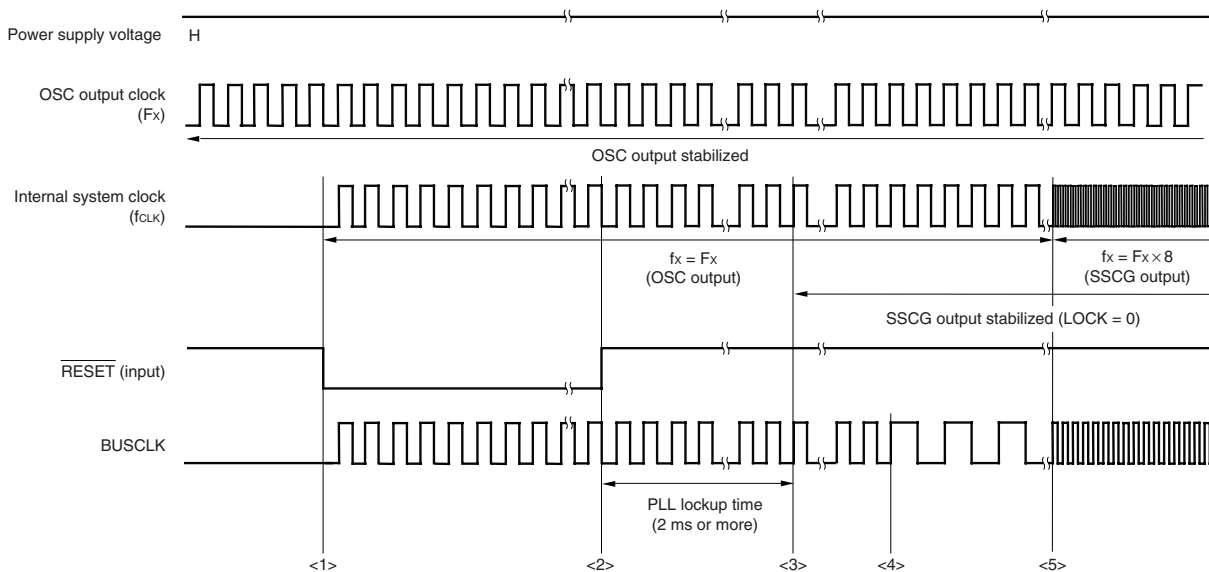 Power supply voltage H
OSC output clock
(Fx)
OSC output stabilized
Internal system clock
(fCLK)
fx = Fx
(OSC output)
fx = Fx × 8
(SSCG output)
SSCG output stabilized (LOCK = 0)
RESET (input)
BUSCLK
PLL lockup time
(2 ms or more)
<1> <2> <3> <4> <5>